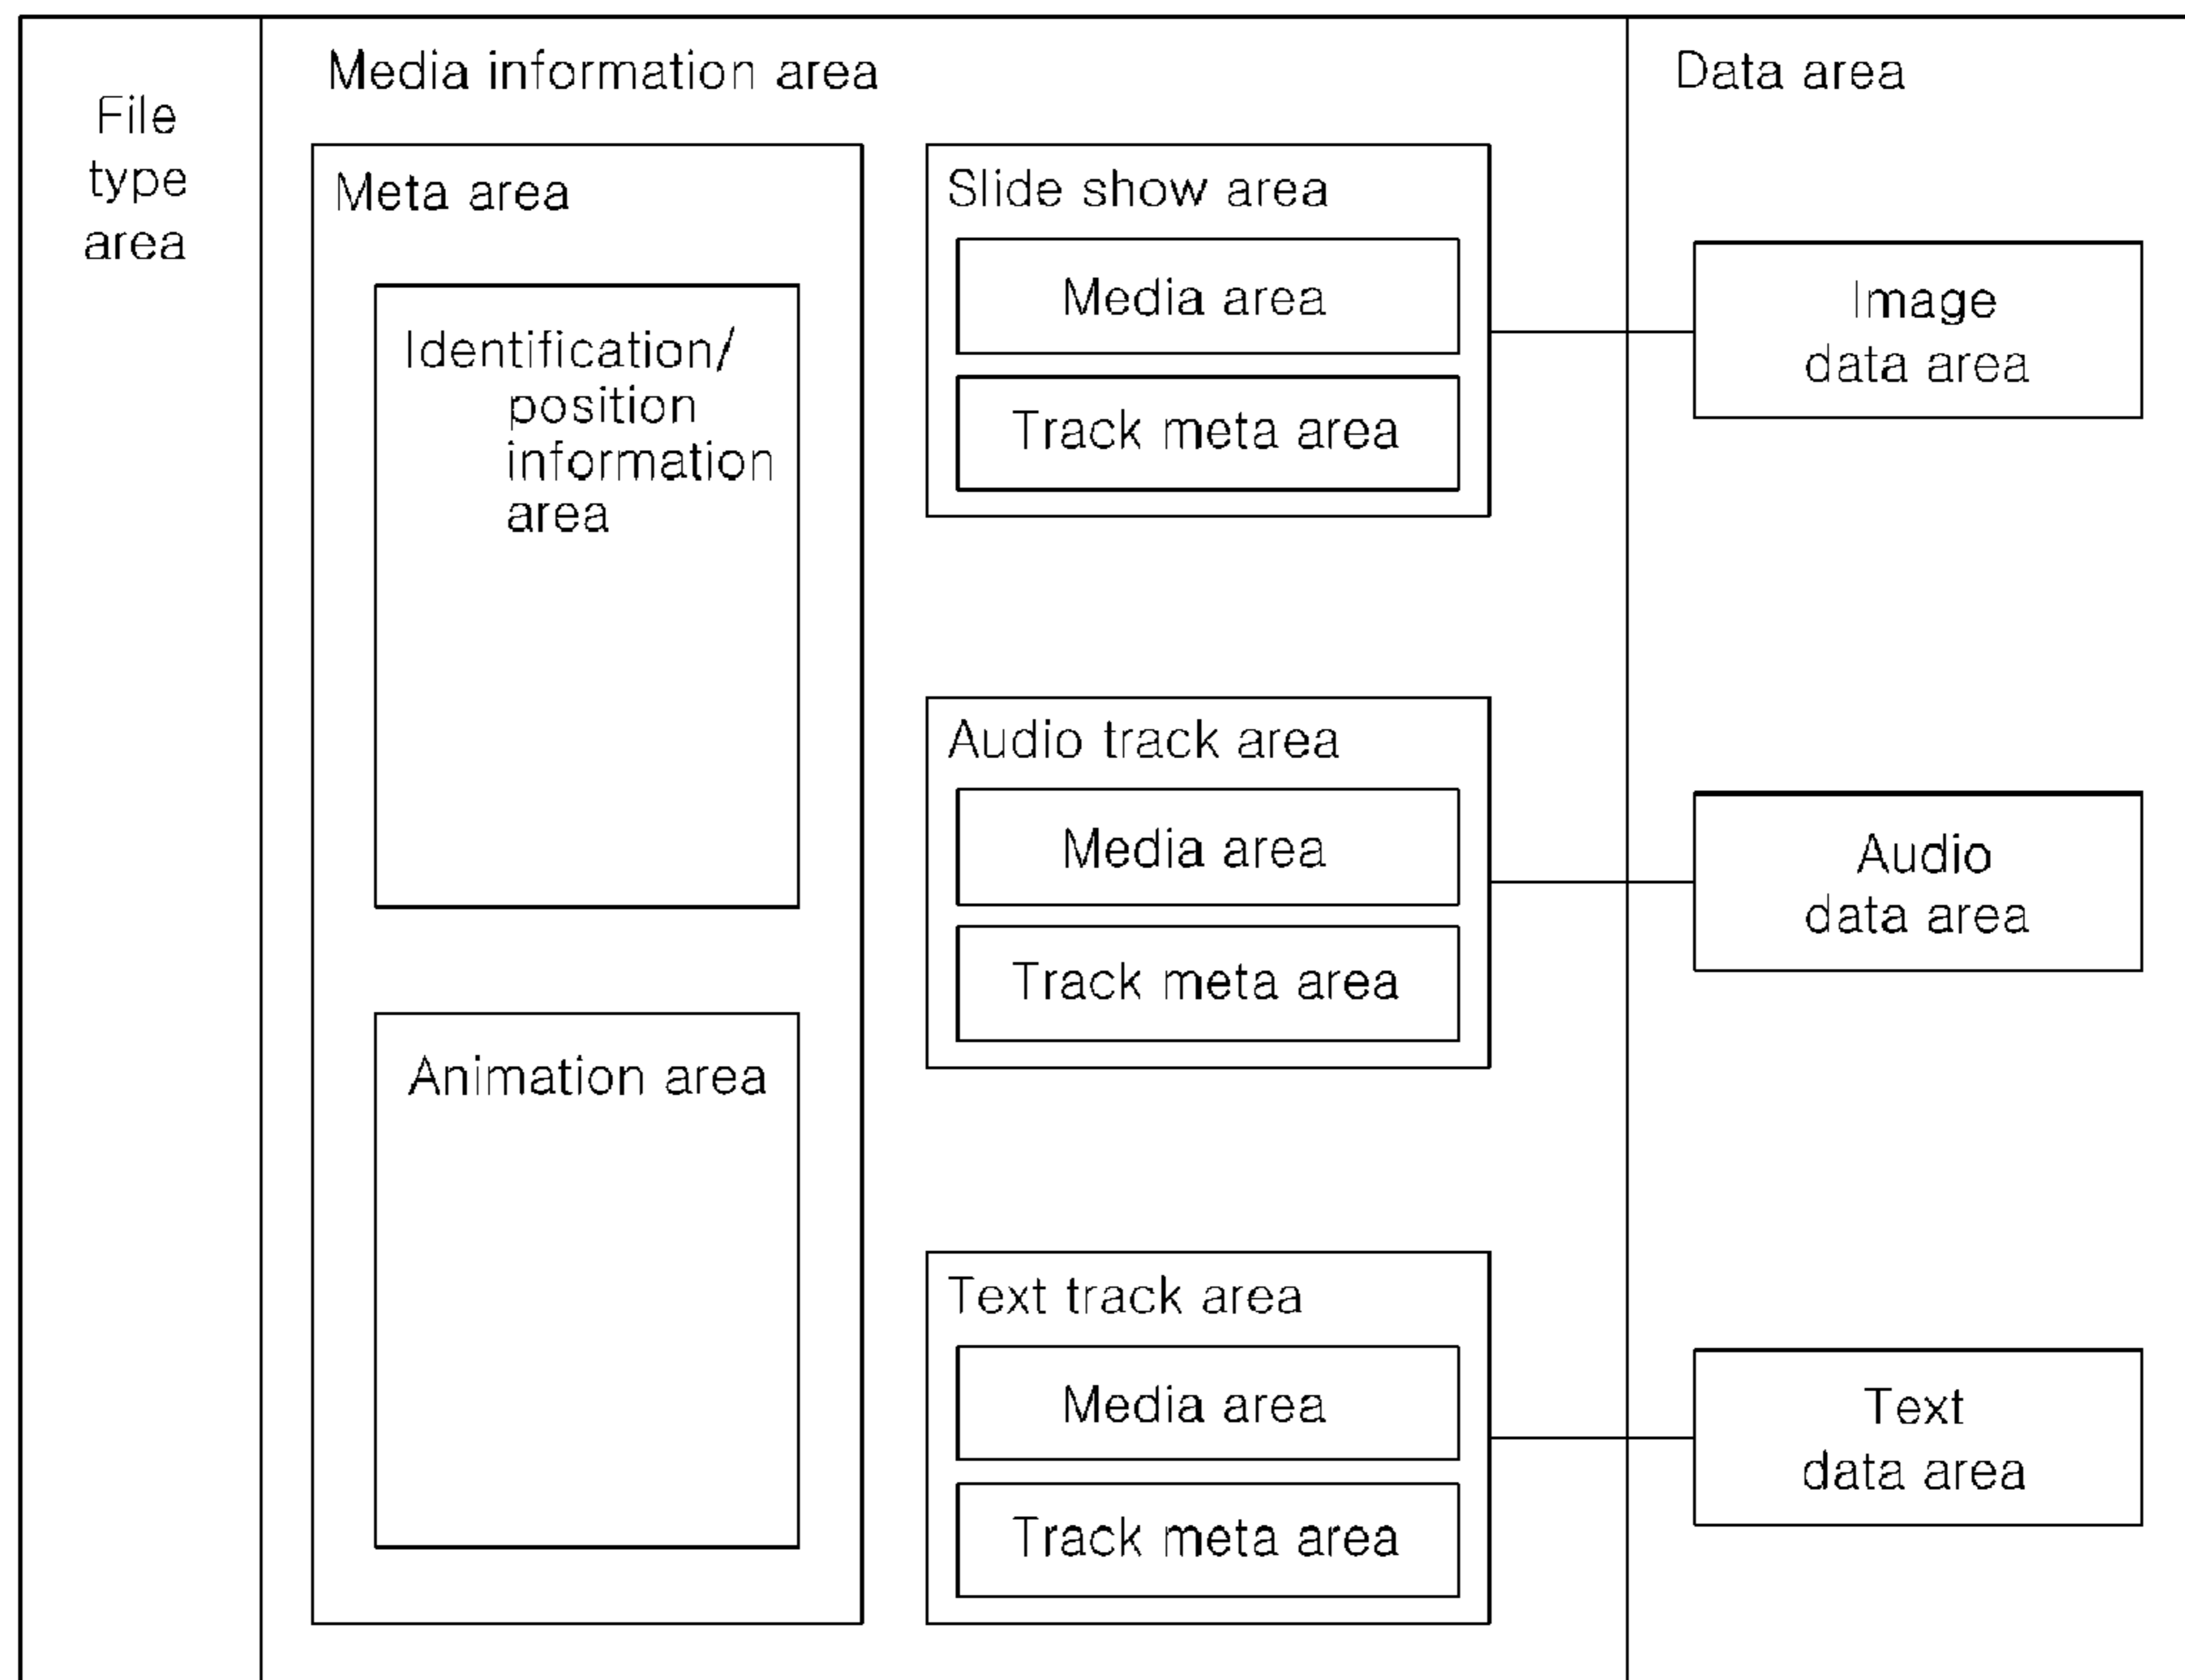 File
type
area
Media information area
Meta area
Identification/
position
information
area
Animation area
Slide show area
Media area
Track meta area
Audio track area
Media area
Track meta area
Text track area
Media area
Track meta area
Data area
Image
data area
Audio
data area
Text
data area